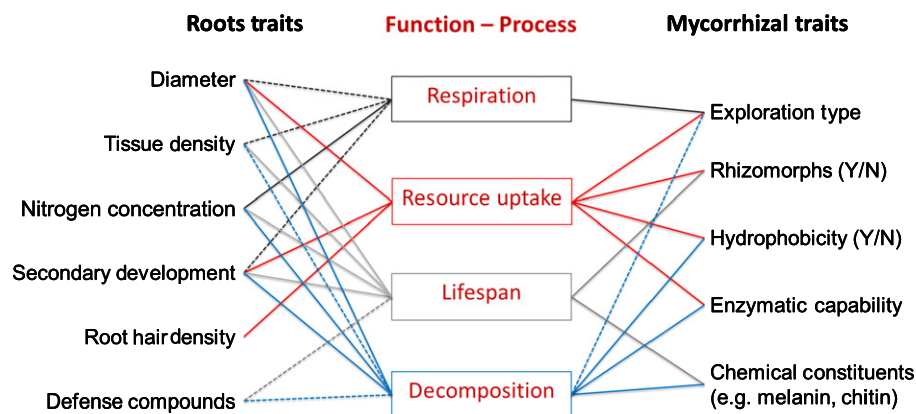 Roots traits
Function – Process
Mycorrhizal traits
Diameter
Tissue density
Nitrogen concentration
Secondary development
Root hair density
Defense compounds
Respiration
Resource uptake
Lifespan
Decomposition
Exploration type
Rhizomorphs (Y/N)
Hydrophobicity (Y/N)
Enzymatic capability
Chemical constituents
(e.g. melanin, chitin)